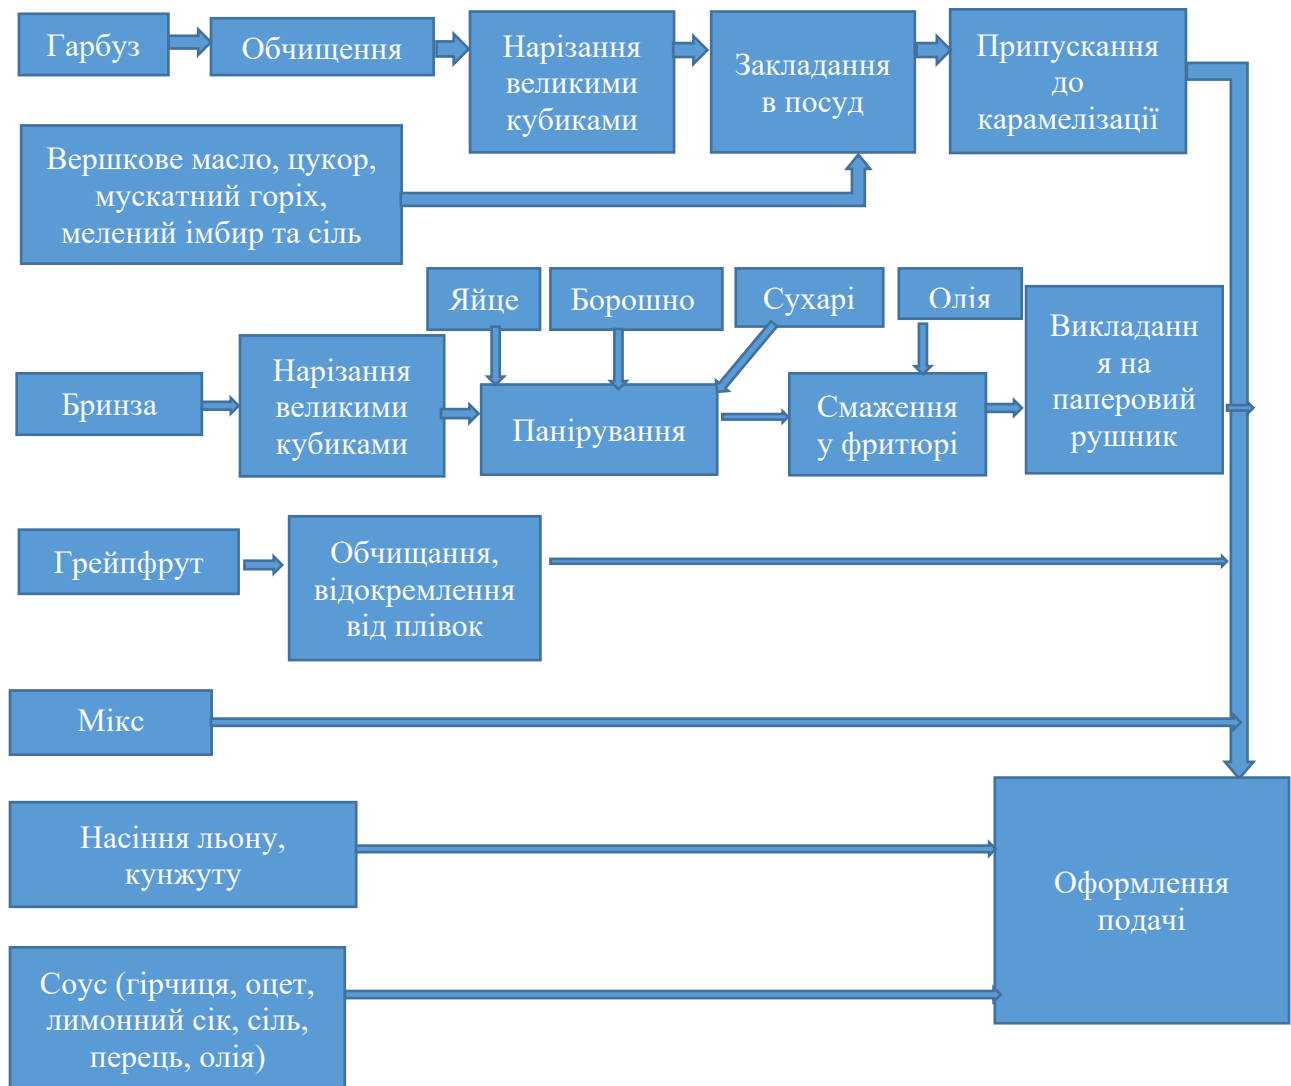 Гарбуз
Обчищення
Нарізання
великими
кубиками
Закладання
в посуд
Припускання
до
карамелізації
Вершкове масло, цукор,
мускатний горіх,
мелений імбир та сіль
Яйце
Борошно
Сухарі
Олія
Бринза
Нарізання
великими
кубиками
Панірування
Смаження
у фритюрі
Викладанн
я на
паперовий
рушник
Грейпфрут
Обчищання,
відокремлення
від плівок
Мікс
Насіння льону,
кунжуту
Соус (гірчиця, оцет,
лимонний сік, сіль,
перець, олія)
Оформлення
подачі